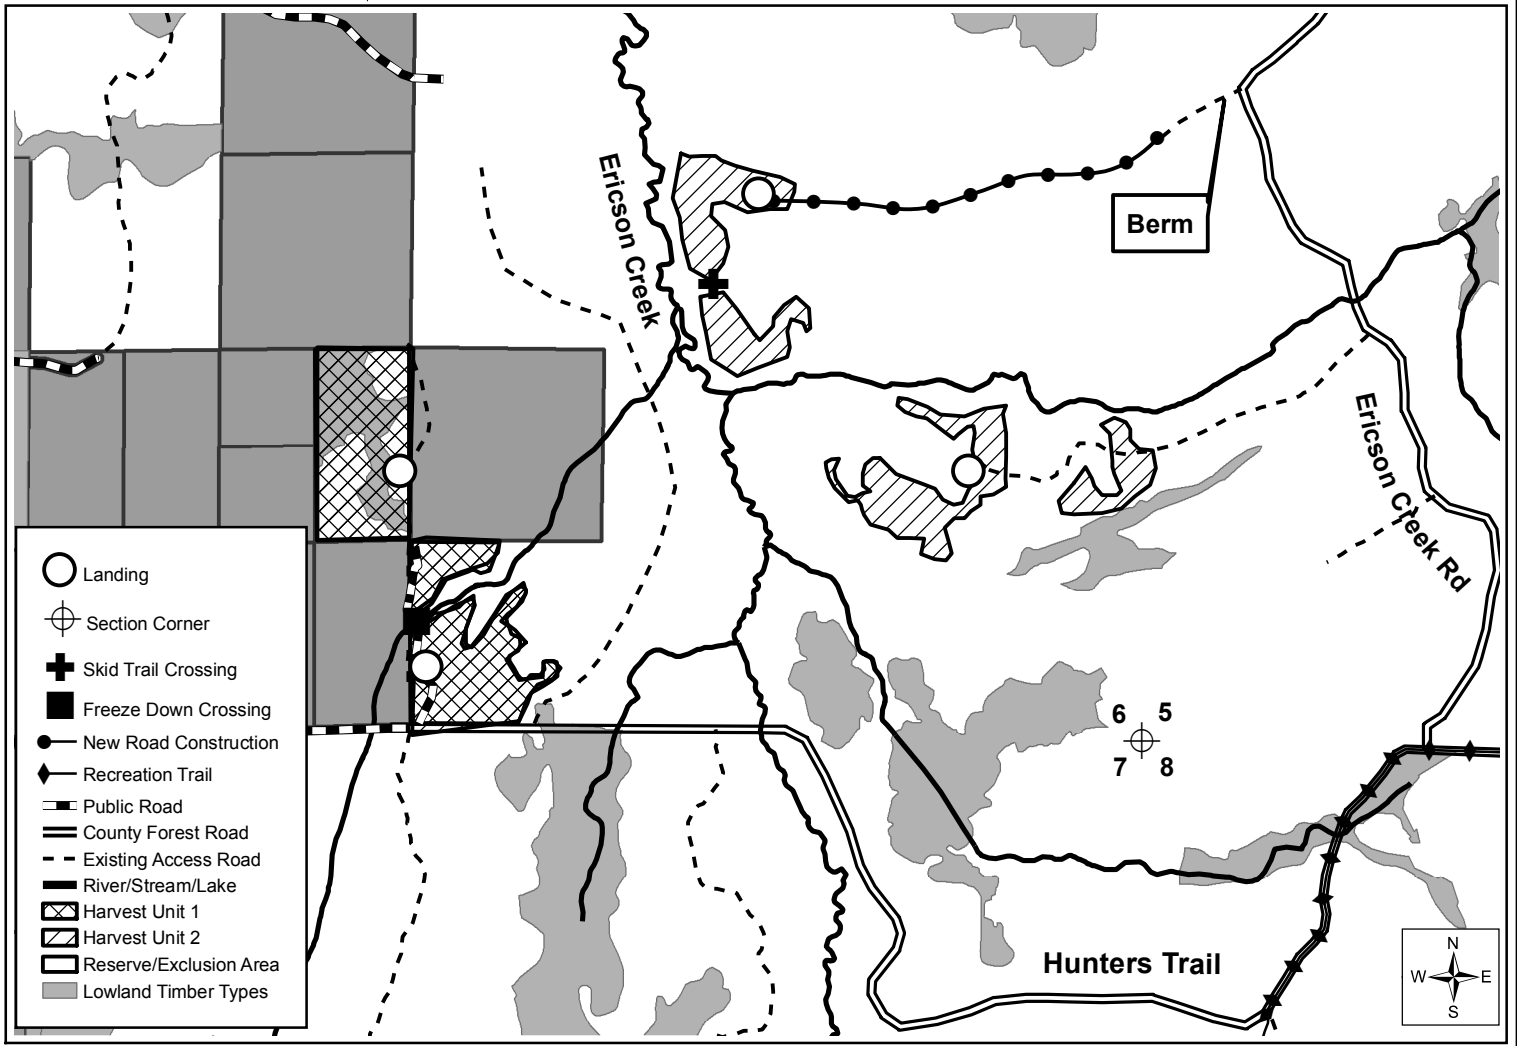 Ericson Creek
Berm
Ericson Creek Rd
6 5
7 8
Hunters Trail
Landing
Section Corner
Skid Trail Crossing
Freeze Down Crossing
New Road Construction
Recreation Trail
Public Road
County Forest Road
Existing Access Road
River/Stream/Lake
Harvest Unit 1
Harvest Unit 2
Reserve/Exclusion Area
Lowland Timber Types
N
W E
S